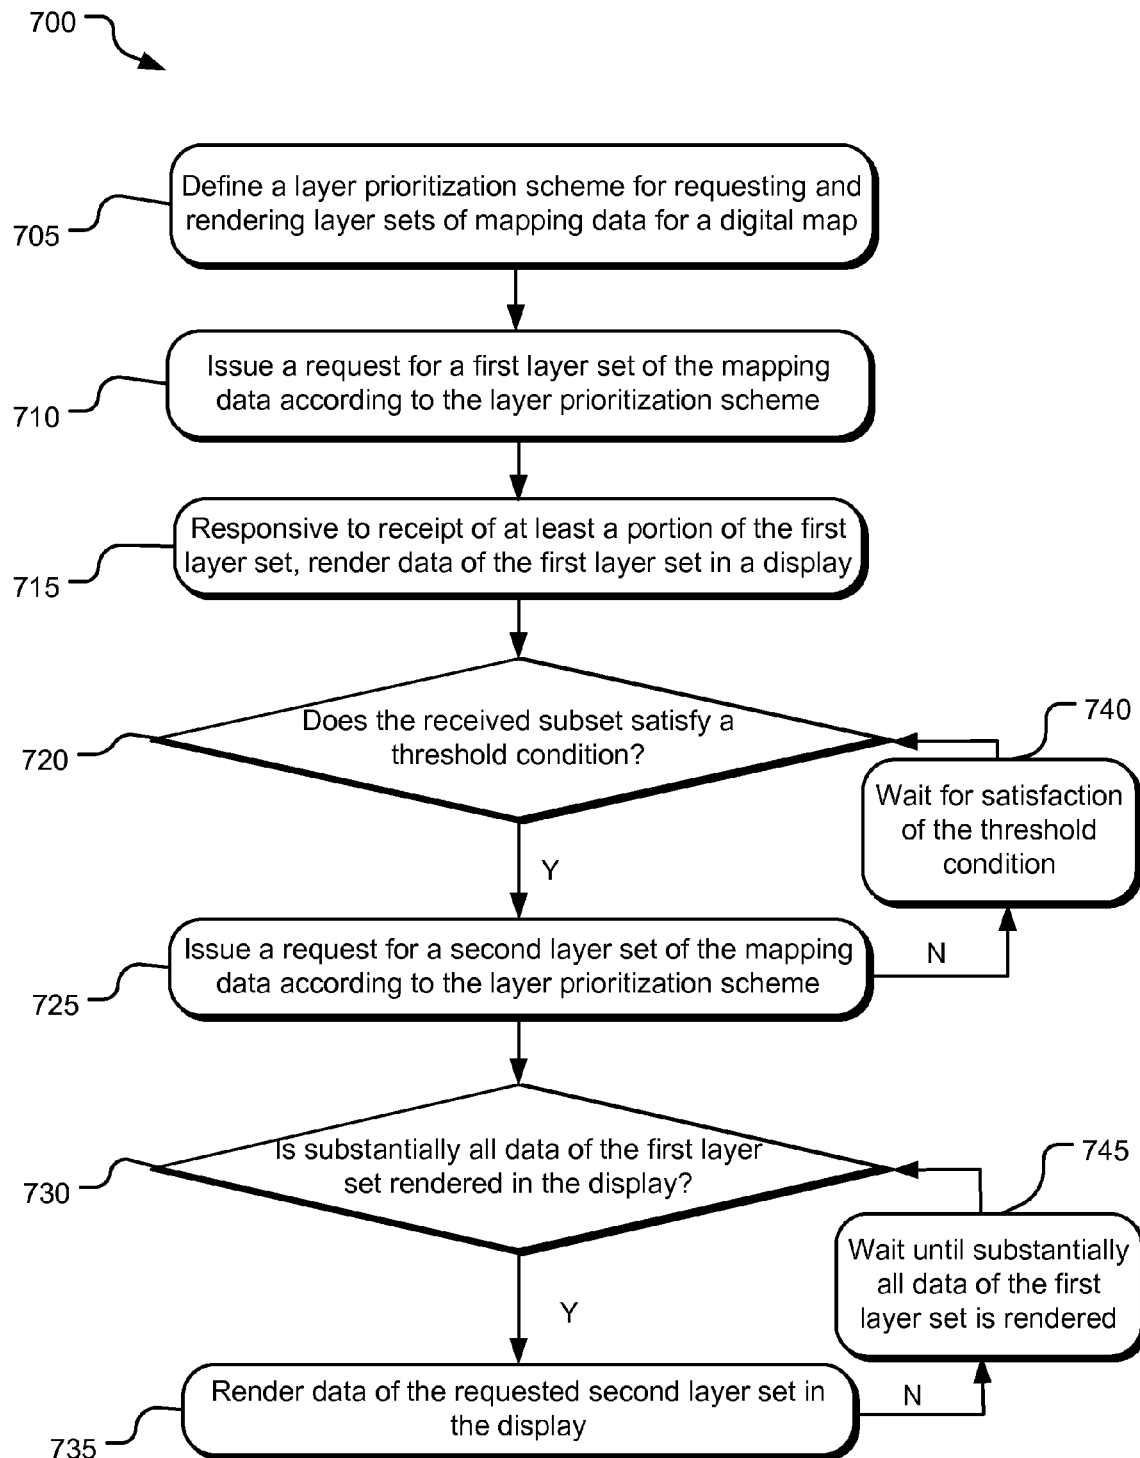 700
Define a layer prioritization scheme for requesting and
rendering layer sets of mapping data for a digital map
705
Issue a request for a first layer set of the mapping
data according to the layer prioritization scheme
710
Responsive to receipt of at least a portion of the first
layer set, render data of the first layer set in a display
715
Does the received subset satisfy a
threshold condition?
720
740
Wait for satisfaction
of the threshold
condition
Y
N
Issue a request for a second layer set of the mapping
data according to the layer prioritization scheme
725
Is substantially all data of the first layer
set rendered in the display?
730
745
Wait until substantially
all data of the first
layer set is rendered
Y
N
Render data of the requested second layer set in
the display
735